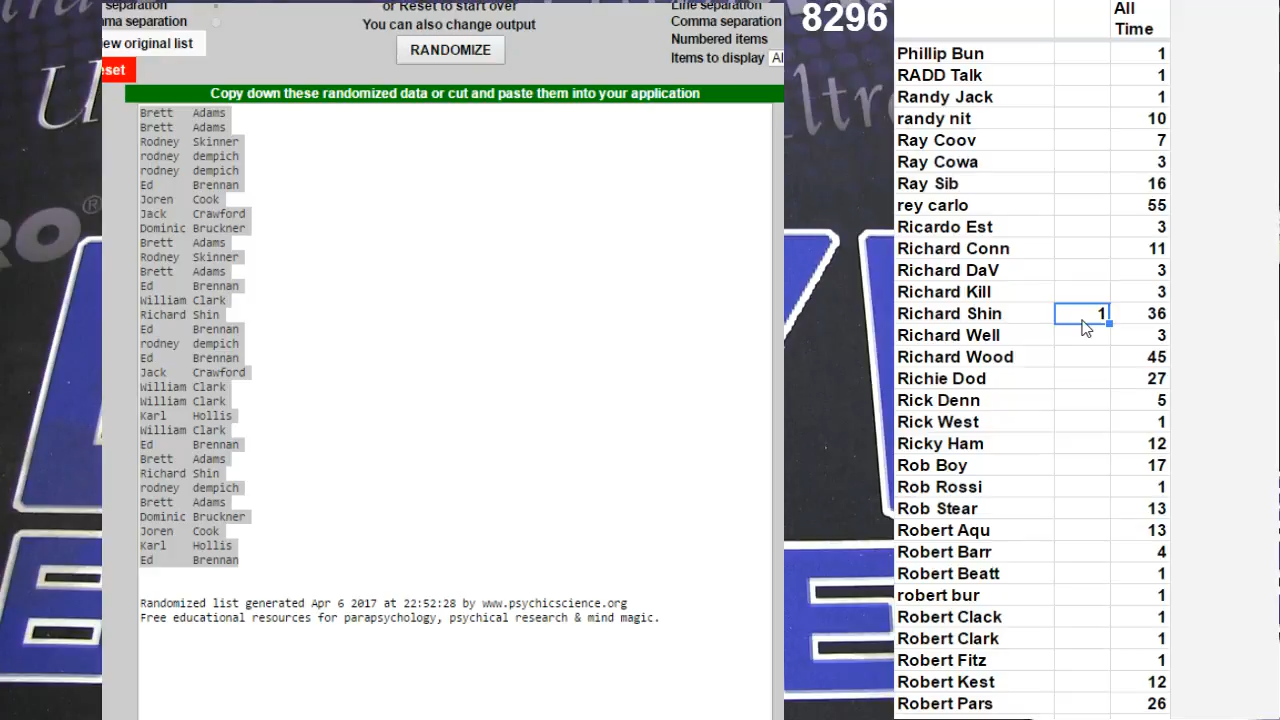 or Reset to start over
Line separation
separation
8296
All
Time
You can also change output
Comma separation
RANDOMIZE
Numbered items
ew original list
Items to display
set
Copy down these randomized data or cut and paste them into your application
Brett Adams
Brett Adams
Rodney Skinner
rodney dempich
rodney dempich
Ed Brennan
Joren Cook
Jack Crawford
Dominic Bruckner
Brett Adams
Rodney Skinner
Brett Adams
Ed Brennan
William Clark
Richard Shin
Ed Brennan
rodney dempich
Ed Brennan
Jack Crawford
William Clark
William Clark
Karl Hollis
William Clark
Ed Brennan
Brett Adams
Richard Shin
rodney dempich
Brett Adams
Dominic Bruckner
Joren Cook
Karl Hollis
Ed Brennan
Randomized list generated Apr 6 2017 at 22:52:28 by www.psychicscience.org
Free educational resources for parapsychology, psychical research & mind magic.
Phillip Bun 1
RADD Talk 1
Randy Jack 1
randy nit 10
Ray Coov 7
Ray Cowa 3
Ray Sib 16
rey carlo 55
Ricardo Est 3
Richard Conn 11
Richard DaV 3
Richard Kill 3
Richard Shin 1 36
Richard Well 3
Richard Wood 45
Richie Dod 27
Rick Denn 5
Rick West 1
Ricky Ham 12
Rob Boy 17
Rob Rossi 1
Rob Stear 13
Robert Aqu 13
Robert Barr 4
Robert Beatt 1
robert bur 1
Robert Clack 1
Robert Clark 1
Robert Fitz 1
Robert Kest 12
Robert Pars 26